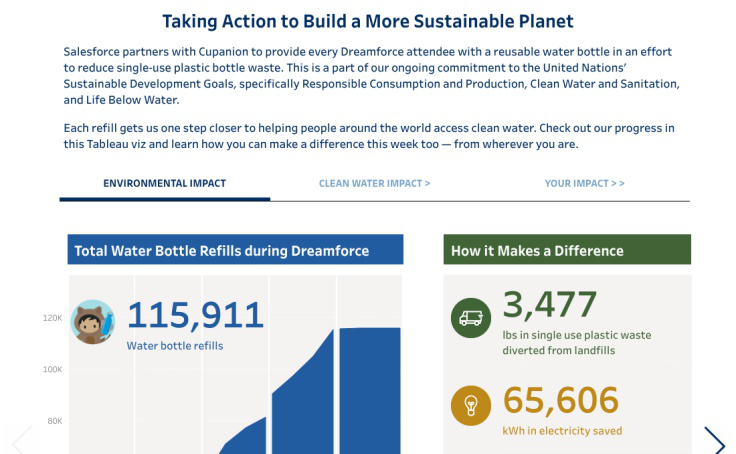 Taking Action to Build a More Sustainable Planet
Salesforce partners with Cupanion to provide every Dreamforce attendee with a reusable water bottle in an effort
to reduce single-use plastic bottle waste. This is a part of our ongoing commitment to the United Nations’
Sustainable Development Goals, specifically Responsible Consumption and Production, Clean Water and Sanitation,
and Life Below Water.
Each refill gets us one step closer to helping people around the world access clean water. Check out our progress in
this Tableau viz and learn how you can make a difference this week too — from wherever you are.
ENVIRONMENTAL IMPACT
CLEAN WATER IMPACT >
YOUR IMPACT > >
Total Water Bottle Refills during Dreamforce
115,911
Water bottle refills
120K
100K
80K
How it Makes a Difference
3,477
lbs in single use plastic waste
diverted from landfills
65,606
kWh in electricity saved